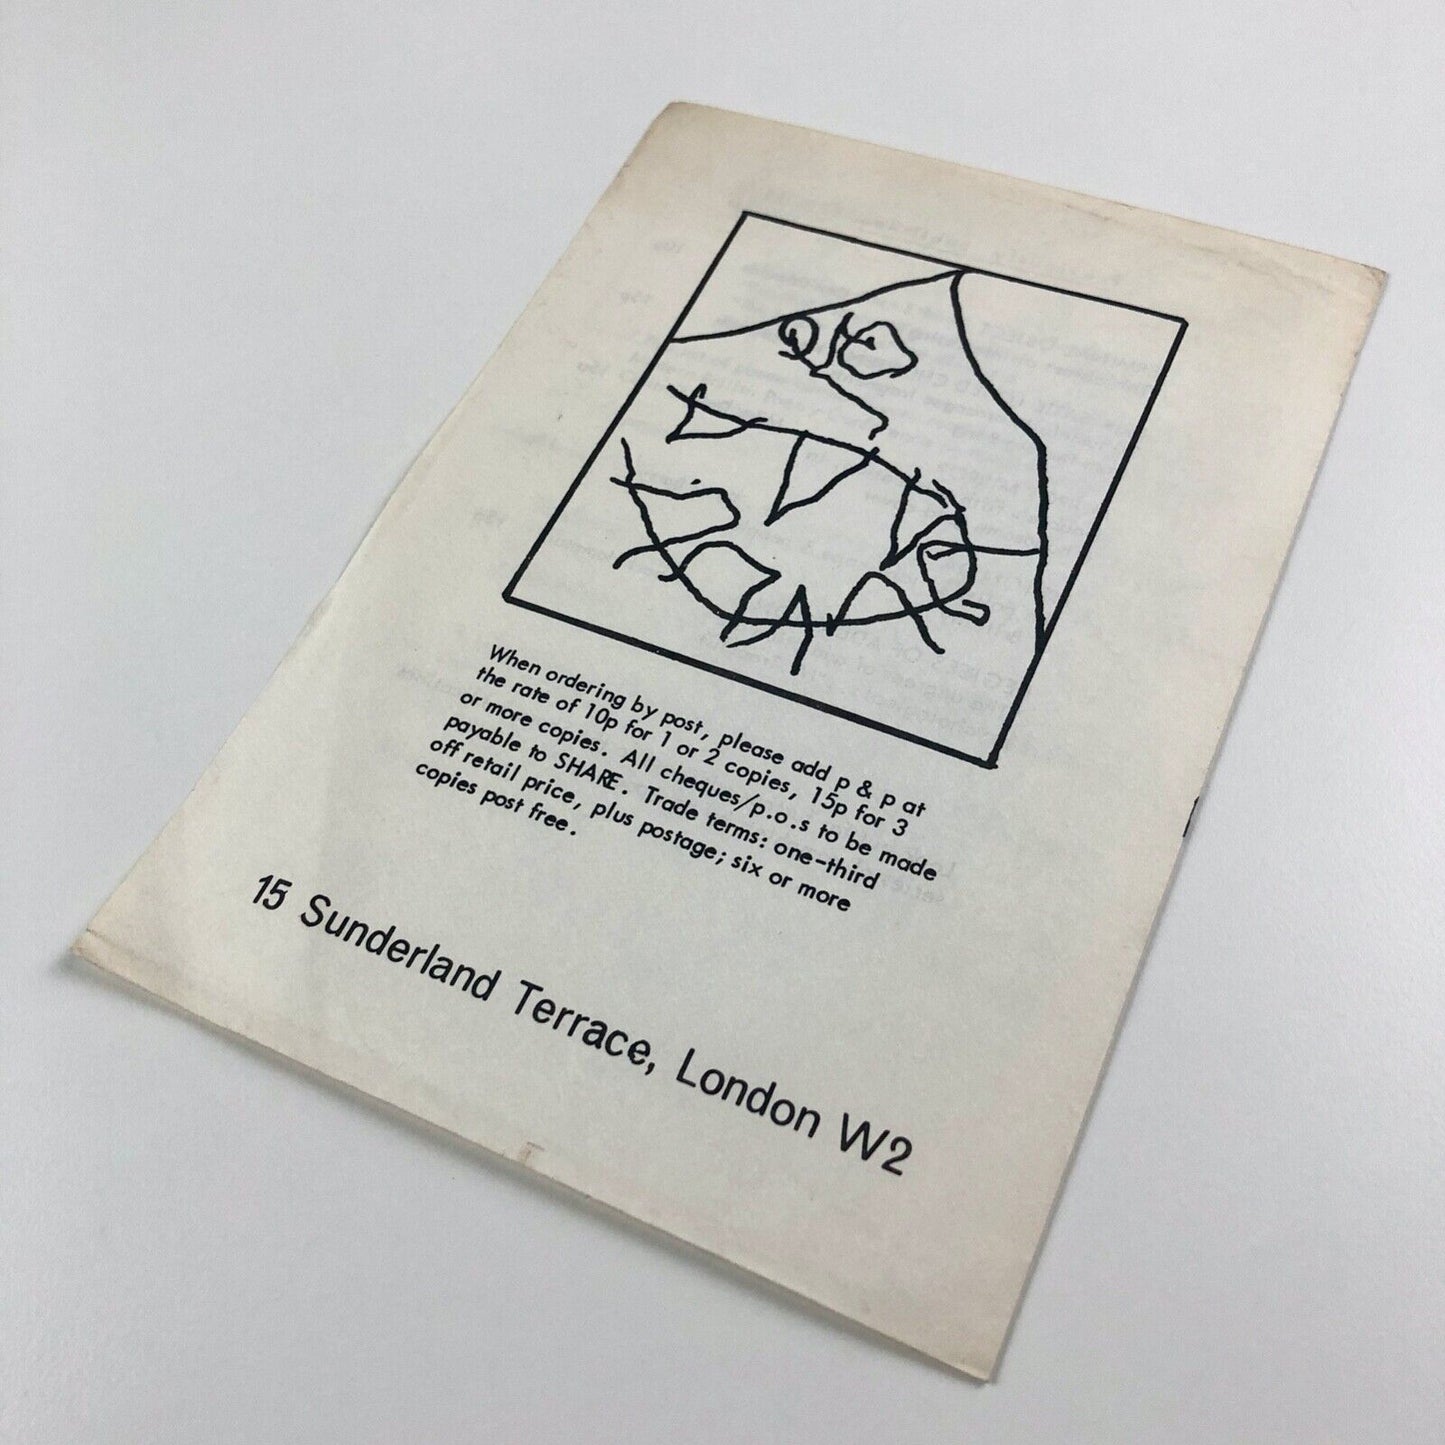 When ordering by post, please add p & p at
the rate of 10p for 1 or 2 copies, 15p for 3
or more copies. All cheques/p.o.s to be made
payable to SHARE. Trade terms: one-third
off retail price, plus postage; six or more
copies post free.
15 Sunderland Terrace, London W2